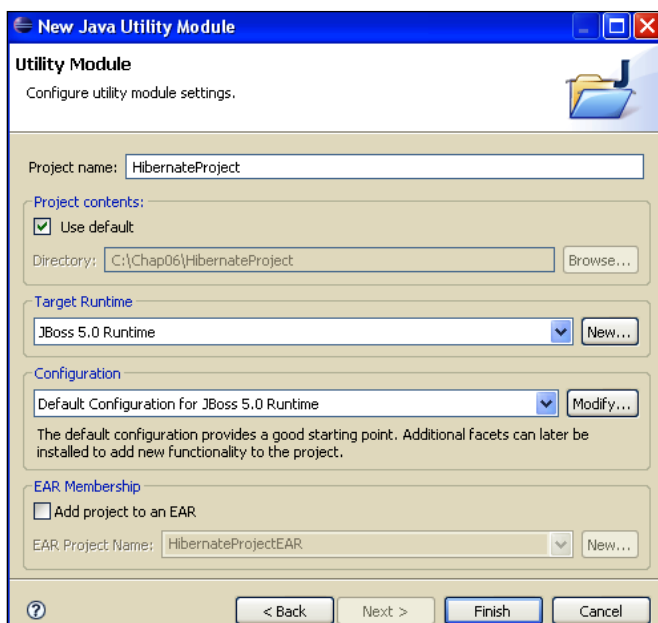 New Java Utility Module
Utility Module
Configure utility module settings.
Project name: HibernateProject
Project contents:
Use default
Directory: C:\Chap06\HibernateProject Browse...
Target Runtime
JBoss 5.0 Runtime New...
Configuration
Default Configuration for JBoss 5.0 Runtime Modify...
The default configuration provides a good starting point. Additional facets can later be
installed to add new functionality to the project.
EAR Membership
Add project to an EAR
EAR Project Name: HibernateProjectEAR New...
? < Back Next > Finish Cancel